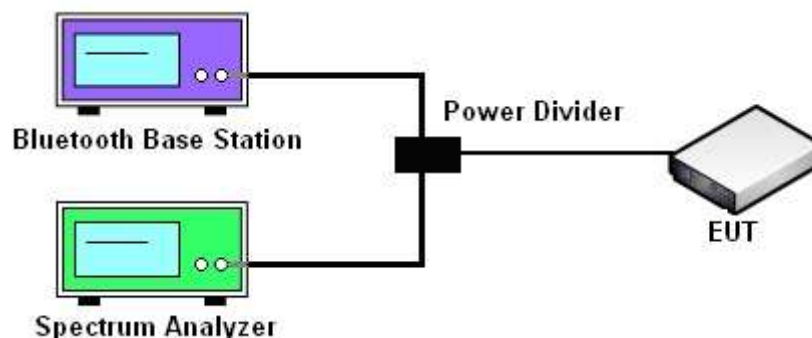 Bluetooth Base Station
Power Divider
EUT
Spectrum Analyzer